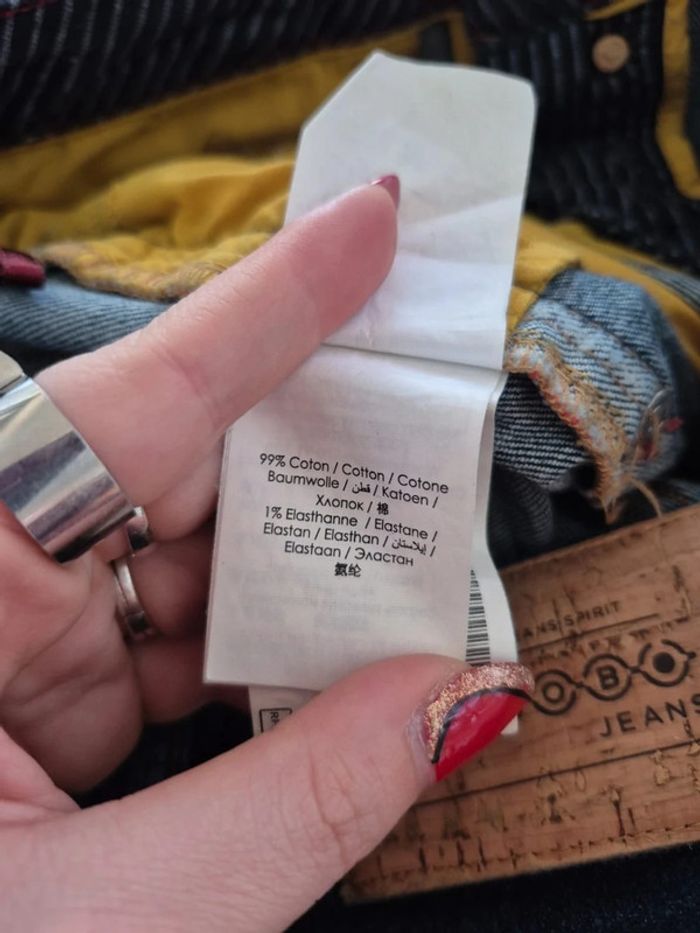 99% Coton / Cotton / Cotone
Baumwolle / قطن / Katoen /
Хлопок / 棉
1% Elasthanne / Elastane /
Elastan / Elasthan / إيلاستان /
Elastaan / Эластан
氨纶
JEANS SPIRIT
OBO
JEANS